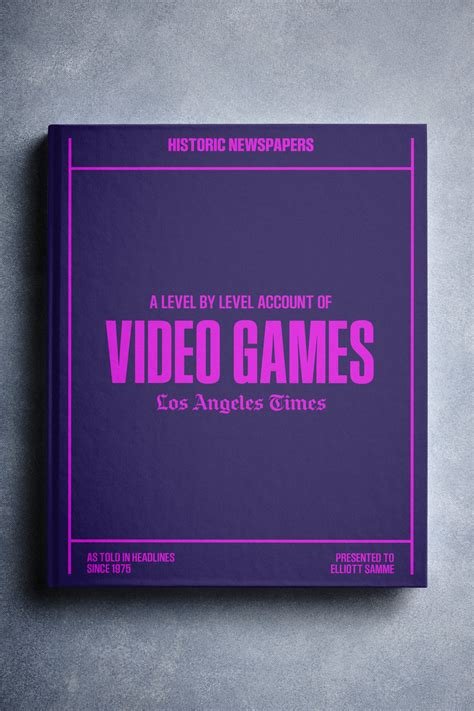 HISTORIC NEWSPAPERS
A LEVEL BY LEVEL ACCOUNT OF
VIDEO GAMES
Los Angeles Times
AS TOLD IN HEADLINES
SINCE 1975
PRESENTED TO
ELLIOTT SAMME